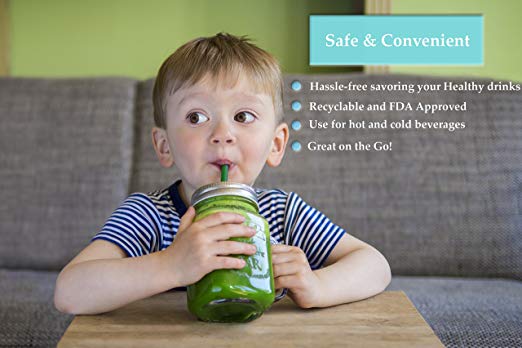 Safe & Convenient
Hassle-free savoring your Healthy drinks
Recyclable and FDA Approved
Use for hot and cold beverages
Great on the Go!